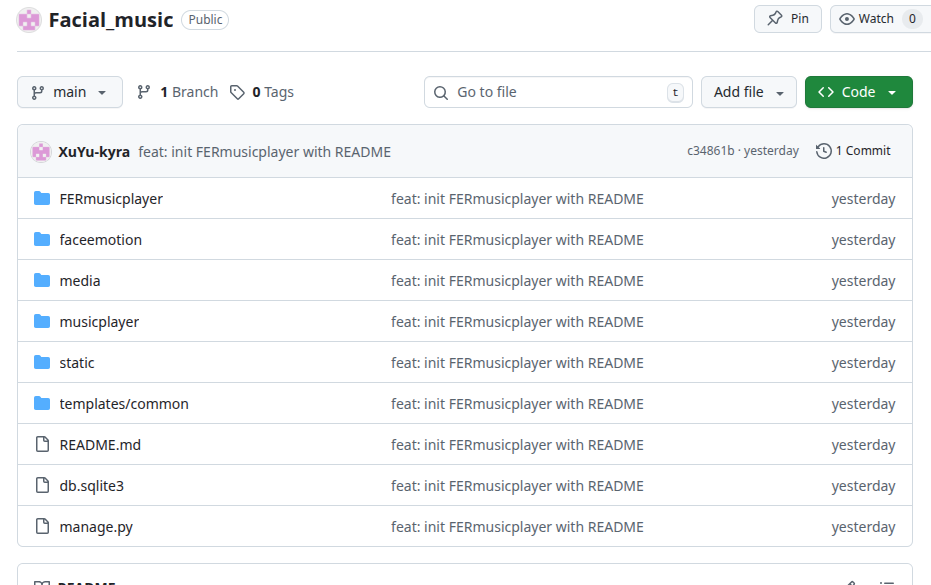 Facial_music Public Pin Watch 0
main 1 Branch 0 Tags Go to file t Add file Code
XuYu-kyra feat: init FERmusicplayer with README c34861b · yesterday 1 Commit
FERmusicplayer feat: init FERmusicplayer with README yesterday
faceemotion feat: init FERmusicplayer with README yesterday
media feat: init FERmusicplayer with README yesterday
musicplayer feat: init FERmusicplayer with README yesterday
static feat: init FERmusicplayer with README yesterday
templates/common feat: init FERmusicplayer with README yesterday
README.md feat: init FERmusicplayer with README yesterday
db.sqlite3 feat: init FERmusicplayer with README yesterday
manage.py feat: init FERmusicplayer with README yesterday
README